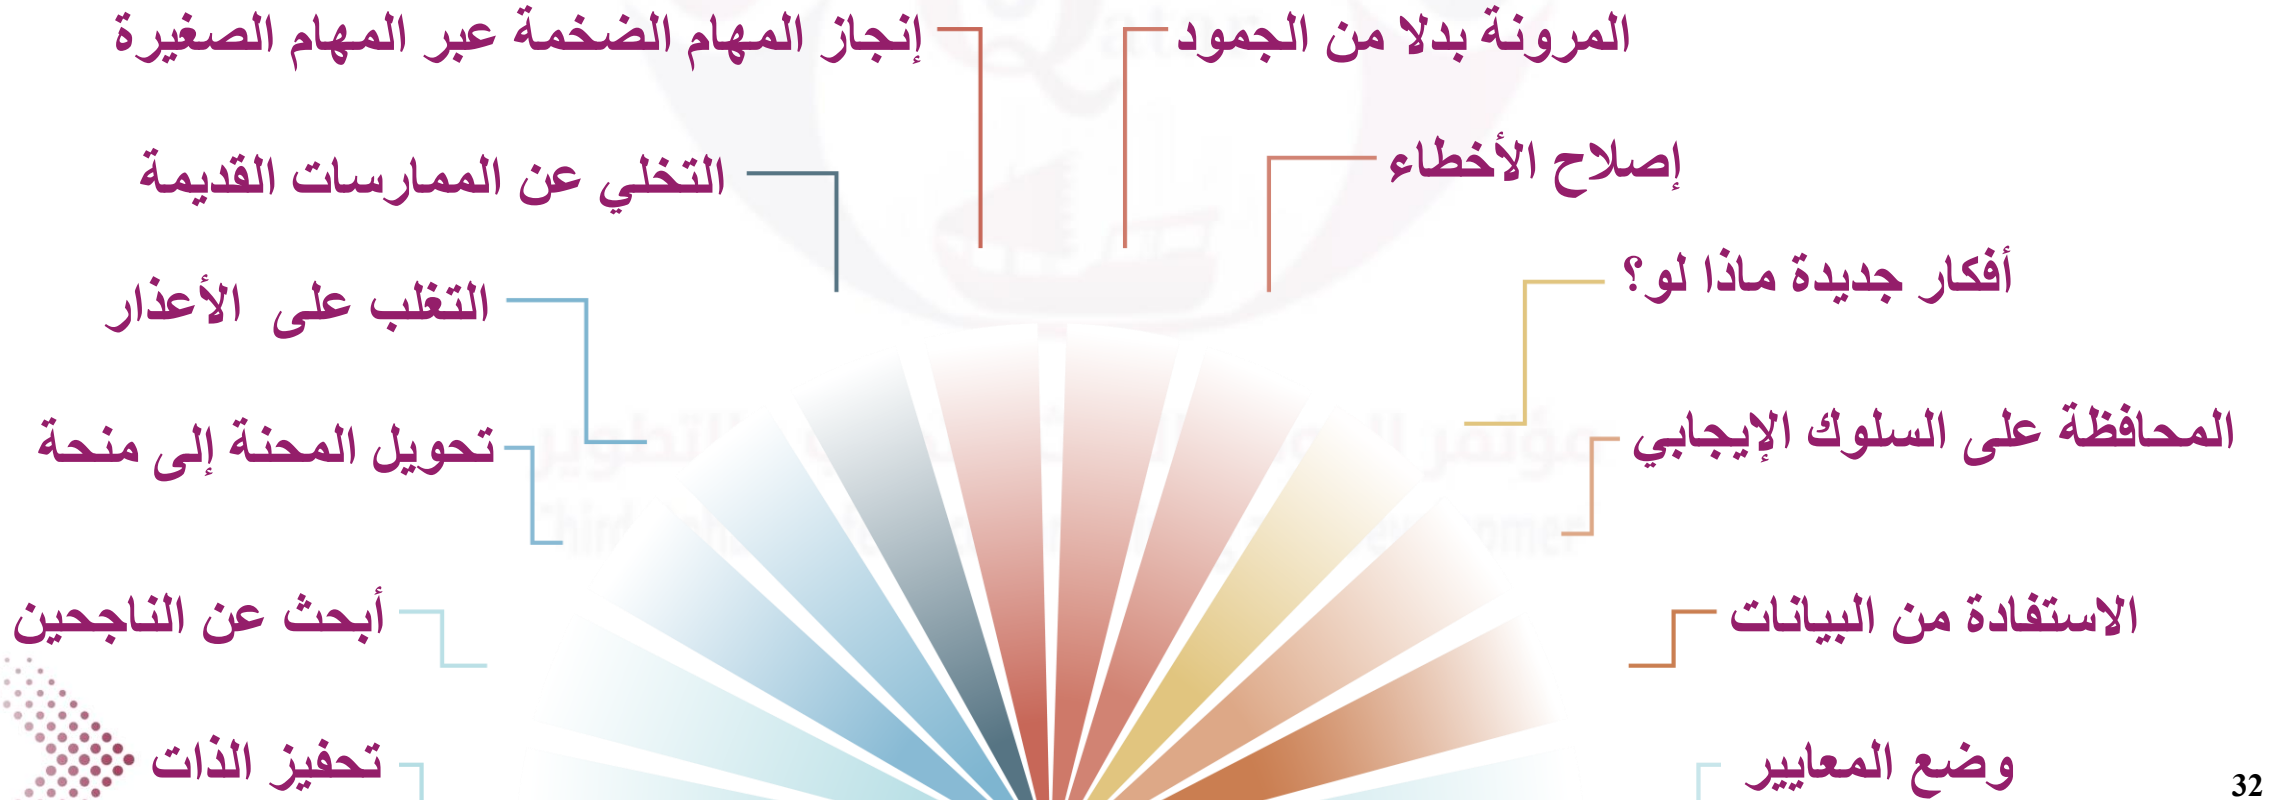 المرونة بدلا من الجمود
إنجاز المهام الضخمة عبر المهام الصغيرة
إصلاح الأخطاء
التخلي عن الممارسات القديمة
أفكار جديدة ماذا لو؟
التغلب على الأعذار
المحافظة على السلوك الإيجابي
تحويل المحنة إلى منحة
الاستفادة من البيانات
أبحث عن الناجحين
وضع المعايير
تحفيز الذات
32